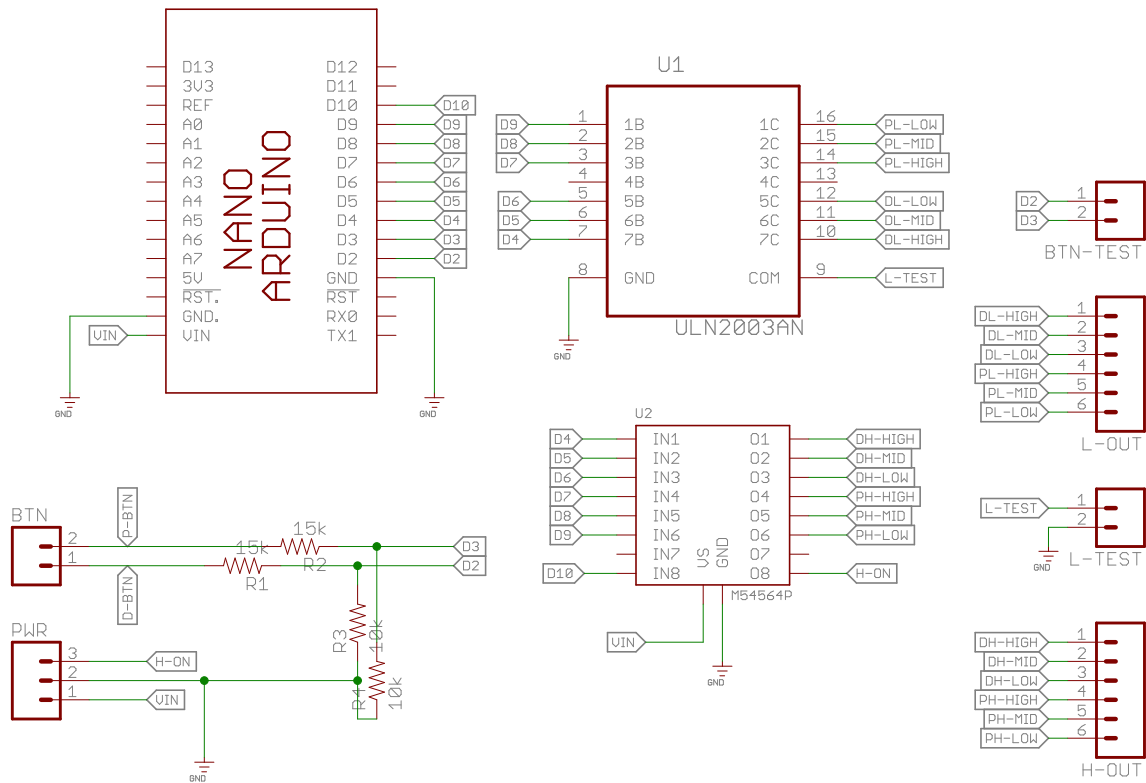 D13 D12
3V3 D11
REF D10 D10
A0 D9 D9
A1 D8 D8
A2 D7 D7
A3 D6 D6
A4 D5 D5
A5 D4 D4
A6 D3 D3
A7 D2 D2
5V GND
RST. RST
GND. RX0
VIN VIN TX1
NANO
ARDUINO
GND
GND
U1
D9 1 1B 1C 16 PL-LOW
D8 2 2B 2C 15 PL-MID
D7 3 3B 3C 14 PL-HIGH
4 4B 4C 13
D6 5 5B 5C 12 DL-LOW
D5 6 6B 6C 11 DL-MID
D4 7 7B 7C 10 DL-HIGH
8 GND COM 9 L-TEST
ULN2003AN
GND
D2 1
D3 2
BTN-TEST
DL-HIGH 1
DL-MID 2
DL-LOW 3
PL-HIGH 4
PL-MID 5
PL-LOW 6
L-OUT
U2
D4 IN1 O1 DH-HIGH
D5 IN2 O2 DH-MID
D6 IN3 O3 DH-LOW
D7 IN4 O4 PH-HIGH
D8 IN5 O5 PH-MID
D9 IN6 O6 PH-LOW
IN7 O7
D10 IN8 O8 H-ON
VS
GND
M54564P
VIN
GND
L-TEST 1
2
GND
L-TEST
BTN
2 P-BTN 15k R2 D3
1 D-BTN 15k R1 D2
R3 10k
R4 10k
PWR
3 H-ON
2
1 VIN
GND
DH-HIGH 1
DH-MID 2
DH-LOW 3
PH-HIGH 4
PH-MID 5
PH-LOW 6
H-OUT